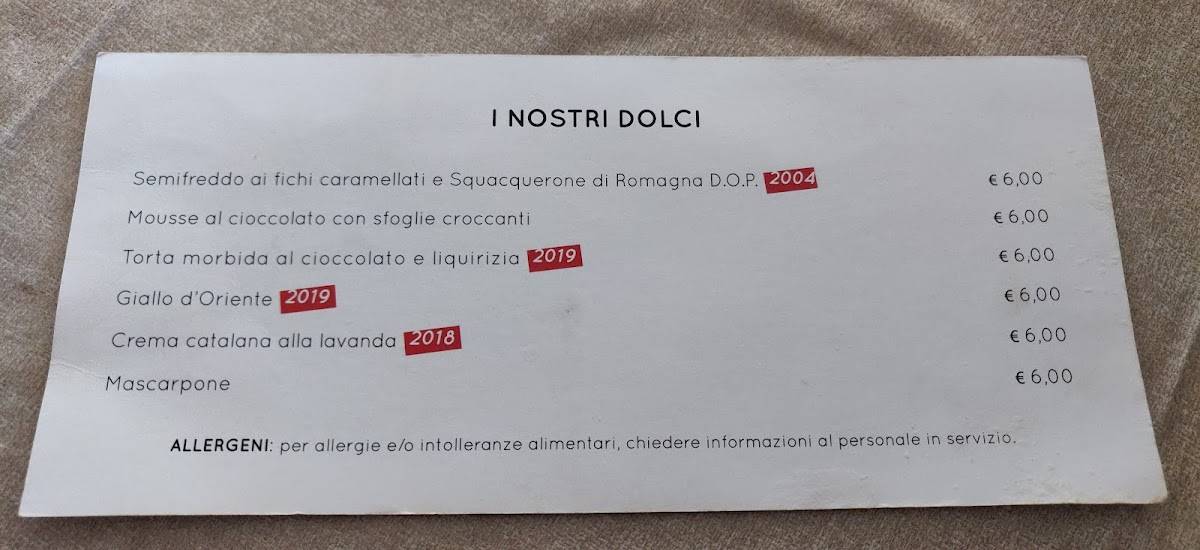 I NOSTRI DOLCI
Semifreddo ai fichi caramellati e Squacquerone di Romagna D.O.P. 2004 € 6,00
Mousse al cioccolato con sfoglie croccanti € 6,00
Torta morbida al cioccolato e liquirizia 2019 € 6,00
Giallo d'Oriente 2019 € 6,00
Crema catalana alla lavanda 2018 € 6,00
Mascarpone € 6,00
ALLERGENI: per allergie e/o intolleranze alimentari, chiedere informazioni al personale in servizio.